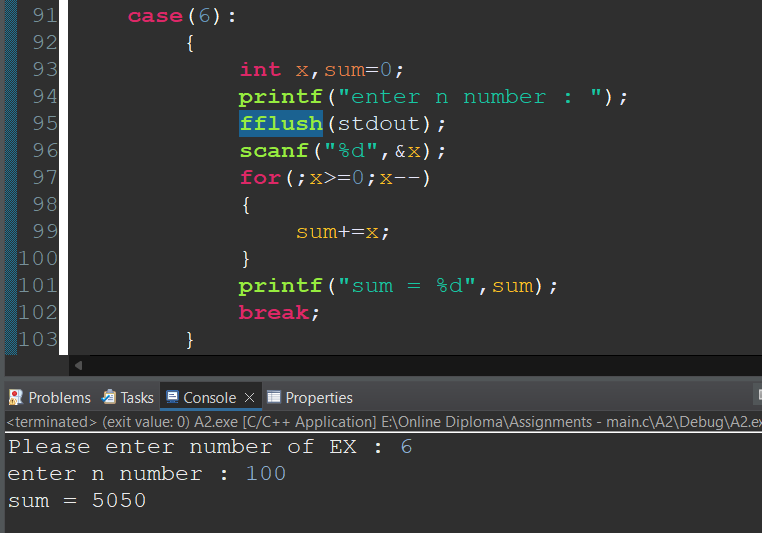 91 case(6):
92 {
93 int x,sum=0;
94 printf("enter n number : ");
95 fflush(stdout);
96 scanf("%d",&x);
97 for(;x>=0;x--)
98 {
99 sum+=x;
100 }
101 printf("sum = %d",sum);
102 break;
103 }
Problems Tasks Console Properties
<terminated> (exit value: 0) A2.exe [C/C++ Application] E:\Online Diploma\Assignments - main.c\A2\Debug\A2.ex
Please enter number of EX : 6
enter n number : 100
sum = 5050